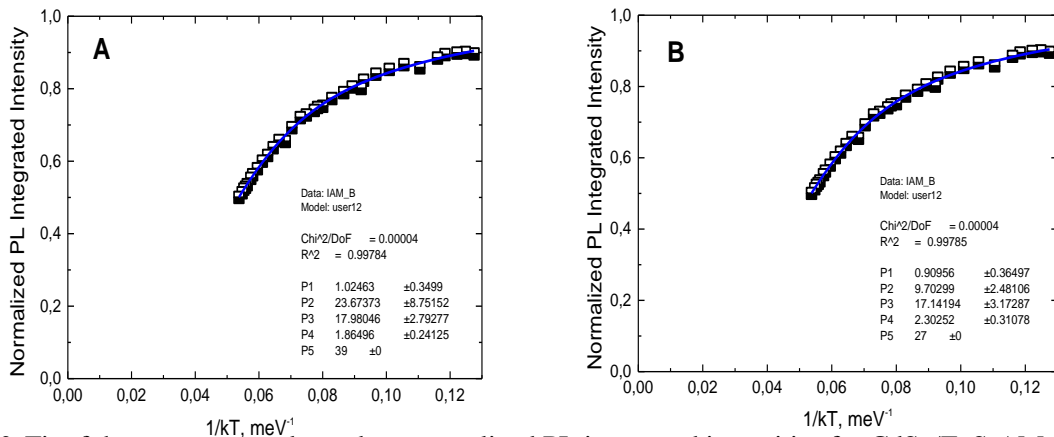 A
Normalized PL Integrated Intensity
1,0
0,8
0,6
0,4
0,2
0,0
Data: IAM_B
Model: user12
Chi^2/DoF = 0.00004
R^2 = 0.99784
P1 1.02463 ±0.3499
P2 23.67373 ±8.75152
P3 17.98046 ±2.79277
P4 1.86496 ±0.24125
P5 39 ±0
0,00 0,02 0,04 0,06 0,08 0,10 0,12
1/kT, meV-1
B
Normalized PL Integrated Intensity
1,0
0,8
0,6
0,4
0,2
0,0
Data: IAM_B
Model: user12
Chi^2/DoF = 0.00004
R^2 = 0.99785
P1 0.90956 ±0.36497
P2 9.70299 ±2.48106
P3 17.14194 ±3.17287
P4 2.30252 ±0.31078
P5 27 ±0
0,00 0,02 0,04 0,06 0,08 0,10 0,12
1/kT, meV-1